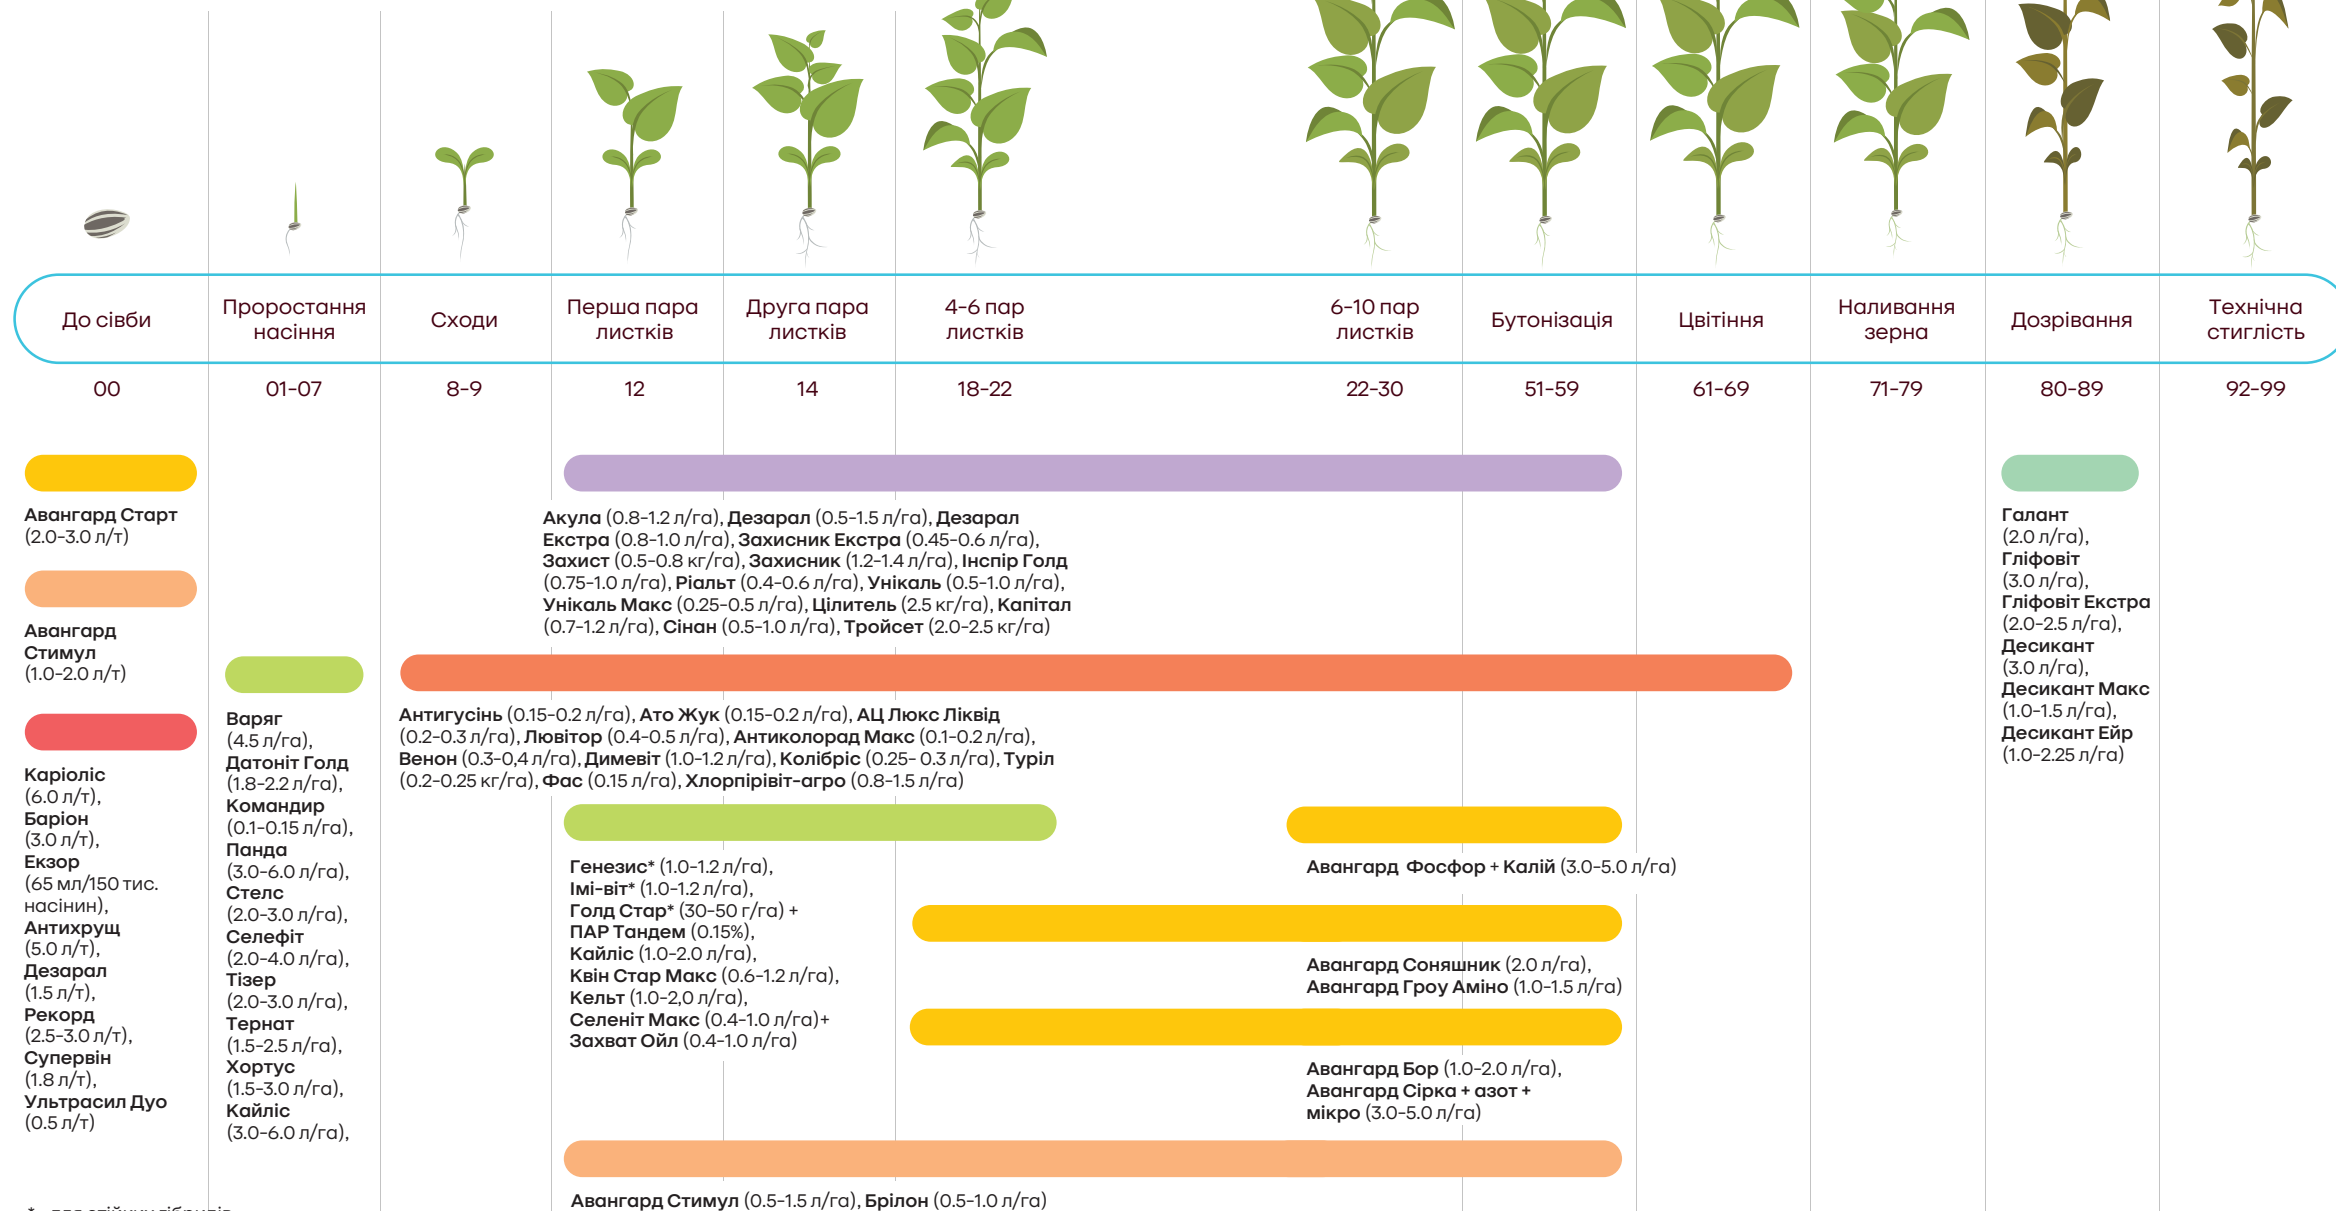 До сівби
Проростання
насіння
Сходи
Перша пара
листків
Друга пара
листків
4-6 пар
листків
6-10 пар
листків
Бутонізація
Цвітіння
Наливання
зерна
Дозрівання
Технічна
стиглість
00
01-07
8-9
12
14
18-22
22-30
51-59
61-69
71-79
80-89
92-99
Авангард Старт
(2.0-3.0 л/т)
Авангард
Стимул
(1.0-2.0 л/т)
Каріоліс
(6.0 л/т),
Баріон
(3.0 л/т),
Екзор
(65 мл/150 тис.
насінин),
Антихрущ
(5.0 л/т),
Дезарал
(1.5 л/т),
Рекорд
(2.5-3.0 л/т),
Супервін
(1.8 л/т),
Ультрасил Дуо
(0.5 л/т)
Варяг
(4.5 л/га),
Датоніт Голд
(1.8-2.2 л/га),
Командир
(0.1-0.15 л/га),
Панда
(3.0-6.0 л/га),
Стелс
(2.0-3.0 л/га),
Селефіт
(2.0-4.0 л/га),
Тізер
(2.0-3.0 л/га),
Тернат
(1.5-2.5 л/га),
Хортус
(1.5-3.0 л/га),
Кайліс
(3.0-6.0 л/га),
Акула (0.8-1.2 л/га), Дезарал (0.5-1.5 л/га), Дезарал
Екстра (0.8-1.0 л/га), Захисник Екстра (0.45-0.6 л/га),
Захист (0.5-0.8 кг/га), Захисник (1.2-1.4 л/га), Інспір Голд
(0.75-1.0 л/га), Ріальт (0.4-0.6 л/га), Унікаль (0.5-1.0 л/га),
Унікаль Макс (0.25-0.5 л/га), Цілитель (2.5 кг/га), Капітал
(0.7-1.2 л/га), Сінан (0.5-1.0 л/га), Тройсет (2.0-2.5 кг/га)
Антигусінь (0.15-0.2 л/га), Ато Жук (0.15-0.2 л/га), АЦ Люкс Ліквід
(0.2-0.3 л/га), Лювітор (0.4-0.5 л/га), Антиколорад Макс (0.1-0.2 л/га),
Венон (0.3-0,4 л/га), Димевіт (1.0-1.2 л/га), Колібріс (0.25- 0.3 л/га), Туріл
(0.2-0.25 кг/га), Фас (0.15 л/га), Хлорпірівіт-агро (0.8-1.5 л/га)
Генезис* (1.0-1.2 л/га),
Імі-віт* (1.0-1.2 л/га),
Голд Стар* (30-50 г/га) +
ПАР Тандем (0.15%),
Кайліс (1.0-2.0 л/га),
Квін Стар Макс (0.6-1.2 л/га),
Кельт (1.0-2,0 л/га),
Селеніт Макс (0.4-1.0 л/га)+
Захват Ойл (0.4-1.0 л/га)
Авангард Фосфор + Калій (3.0-5.0 л/га)
Авангард Соняшник (2.0 л/га),
Авангард Гроу Аміно (1.0-1.5 л/га)
Авангард Бор (1.0-2.0 л/га),
Авангард Сірка + азот +
мікро (3.0-5.0 л/га)
Авангард Стимул (0.5-1.5 л/га), Брілон (0.5-1.0 л/га)
Галант
(2.0 л/га),
Гліфовіт
(3.0 л/га),
Гліфовіт Екстра
(2.0-2.5 л/га),
Десикант
(3.0 л/га),
Десикант Макс
(1.0-1.5 л/га),
Десикант Ейр
(1.0-2.25 л/га)